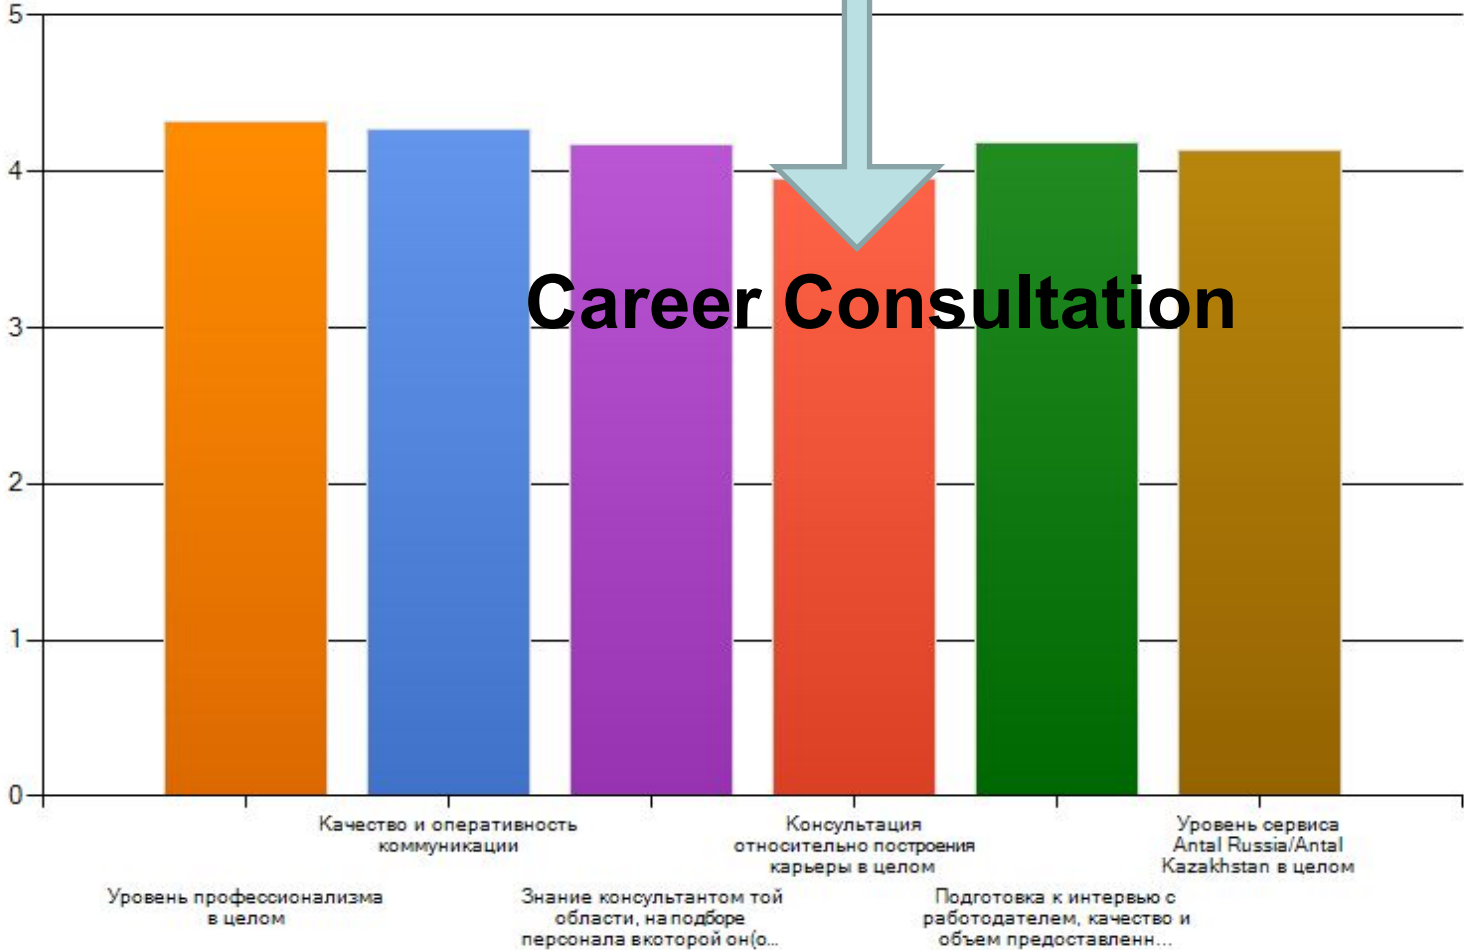 5
4
3
2
1
0
Career Consultation
Качество и оперативность
коммуникации
Консультация
относительно построения
карьеры в целом
Уровень сервиса
Antal Russia/Antal
Kazakhstan в целом
Уровень профессионализма
в целом
Знание консультантом той
области, на подборе
персонала в которой он(о...
Подготовка к интервью с
работодателем, качество и
объем предоставленн...